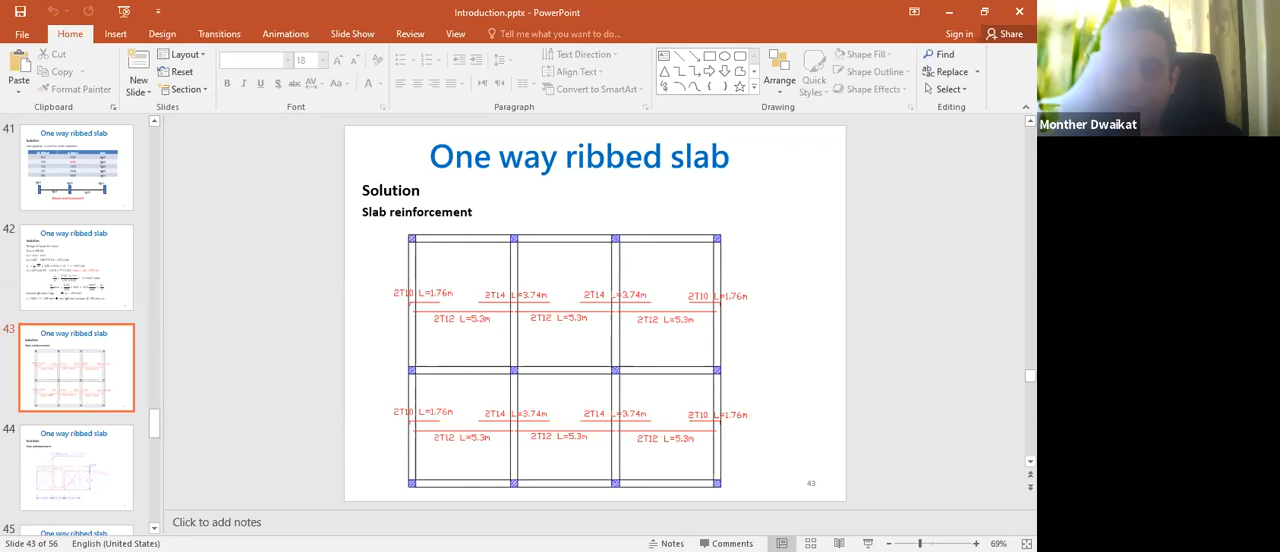 Introduction.pptx - PowerPoint
File
Home
Insert
Design
Transitions
Animations
Slide Show
Review
View
Tell me what you want to do...
Sign in
Share
Paste
Cut
Copy
Format Painter
Clipboard
New
Slide
Layout
Reset
Section
Slides
18
B I U S abc AV Aa A
Font
Text Direction
Align Text
Convert to SmartArt
Paragraph
Arrange
Quick
Styles
Shape Fill
Shape Outline
Shape Effects
Drawing
Find
Replace
Select
Editing
Monther Dwaikat
41
One way ribbed slab
42
One way ribbed slab
43
One way ribbed slab
44
One way ribbed slab
45
One way ribbed slab
One way ribbed slab
Solution
Slab reinforcement
2T10 L=1.76m
2T14 L=3.74m
2T14 L=3.74m
2T10 L=1.76m
2T12 L=5.3m
2T12 L=5.3m
2T12 L=5.3m
2T10 L=1.76m
2T14 L=3.74m
2T14 L=3.74m
2T10 L=1.76m
2T12 L=5.3m
2T12 L=5.3m
2T12 L=5.3m
43
Click to add notes
Slide 43 of 56
English (United States)
Notes
Comments
69%